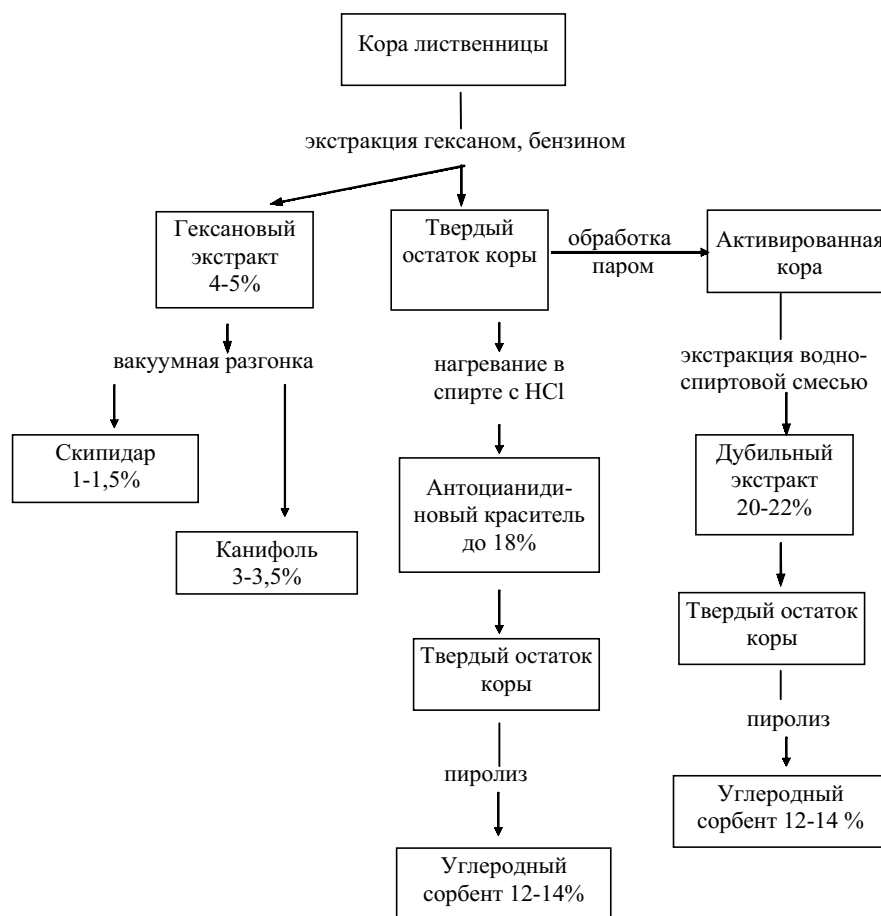 Кора лиственницы
экстракция гексаном, бензином
Гексановый
экстракт
4-5%
Твердый
остаток коры
обработка
паром
Активированная
кора
вакуумная разгонка
нагревание в
спирте с HCl
экстракция водно-
спиртовой смесью
Скипидар
1-1,5%
Канифоль
3-3,5%
Антоцианиди-
новый краситель
до 18%
Дубильный
экстракт
20-22%
Твердый остаток
коры
Твердый остаток
коры
пиролиз
пиролиз
Углеродный
сорбент 12-14%
Углеродный
сорбент 12-14 %